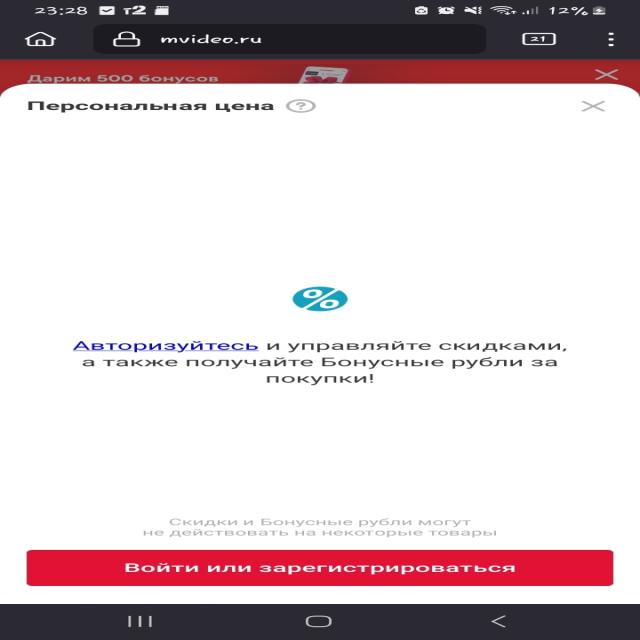 23:28 т2 12%
mvideo.ru 21
Дарим 500 бонусов
Персональная цена ?
%
Авторизуйтесь и управляйте скидками,
а также получайте Бонусные рубли за
покупки!
Скидки и Бонусные рубли могут
не действовать на некоторые товары
Войти или зарегистрироваться